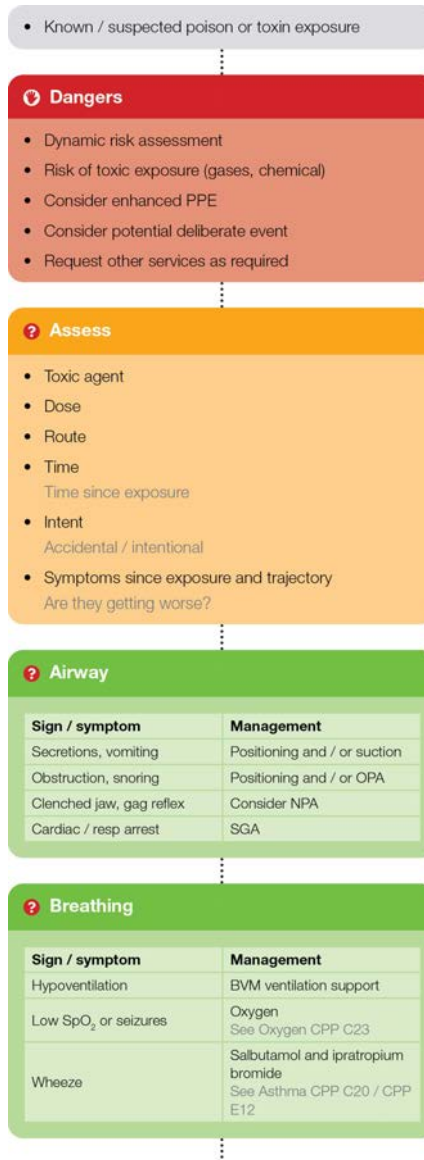 • Known / suspected poison or toxin exposure
Dangers
• Dynamic risk assessment
• Risk of toxic exposure (gases, chemical)
• Consider enhanced PPE
• Consider potential deliberate event
• Request other services as required
? Assess
• Toxic agent
• Dose
• Route
• Time
Time since exposure
• Intent
Accidental / intentional
• Symptoms since exposure and trajectory
Are they getting worse?
? Airway
Sign / symptom Management
Secretions, vomiting Positioning and / or suction
Obstruction, snoring Positioning and / or OPA
Clenched jaw, gag reflex Consider NPA
Cardiac / resp arrest SGA
? Breathing
Sign / symptom Management
Hypoventilation BVM ventilation support
Low SpO₂ or seizures Oxygen
See Oxygen CPP C23
Wheeze Salbutamol and ipratropium
bromide
See Asthma CPP C20 / CPP
E12